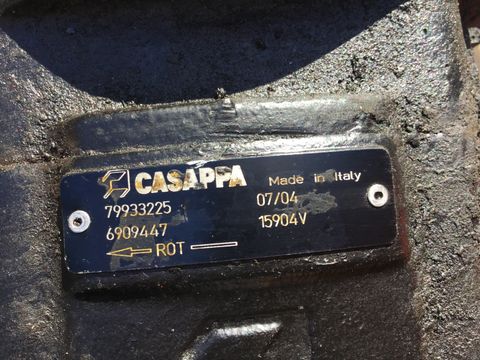 CASAPPA Made in Italy
79933225 07/04
6909447 15904V
ROT